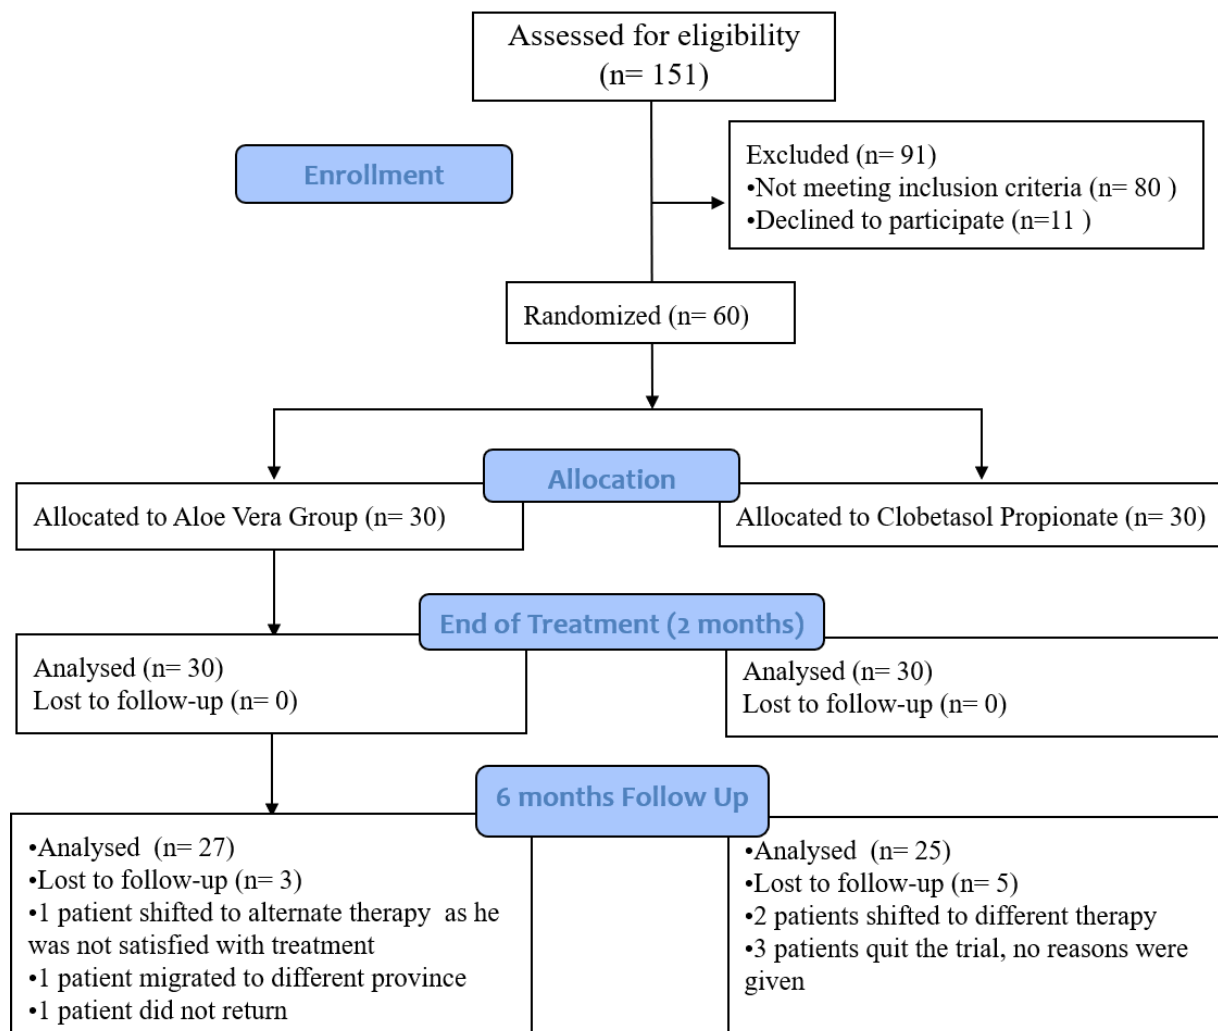 Assessed for eligibility
(n= 151)
Enrollment
Excluded (n= 91)
•Not meeting inclusion criteria (n= 80 )
•Declined to participate (n=11 )
Randomized (n= 60)
Allocation
Allocated to Aloe Vera Group (n= 30)
Allocated to Clobetasol Propionate (n= 30)
End of Treatment (2 months)
Analysed (n= 30)
Lost to follow-up (n= 0)
Analysed (n= 30)
Lost to follow-up (n= 0)
6 months Follow Up
•Analysed  (n= 27)
•Lost to follow-up (n= 3)
•1 patient shifted to alternate therapy  as he
was not satisfied with treatment
•1 patient migrated to different province
•1 patient did not return
•Analysed  (n= 25)
•Lost to follow-up (n= 5)
•2 patients shifted to different therapy
•3 patients quit the trial, no reasons were
given